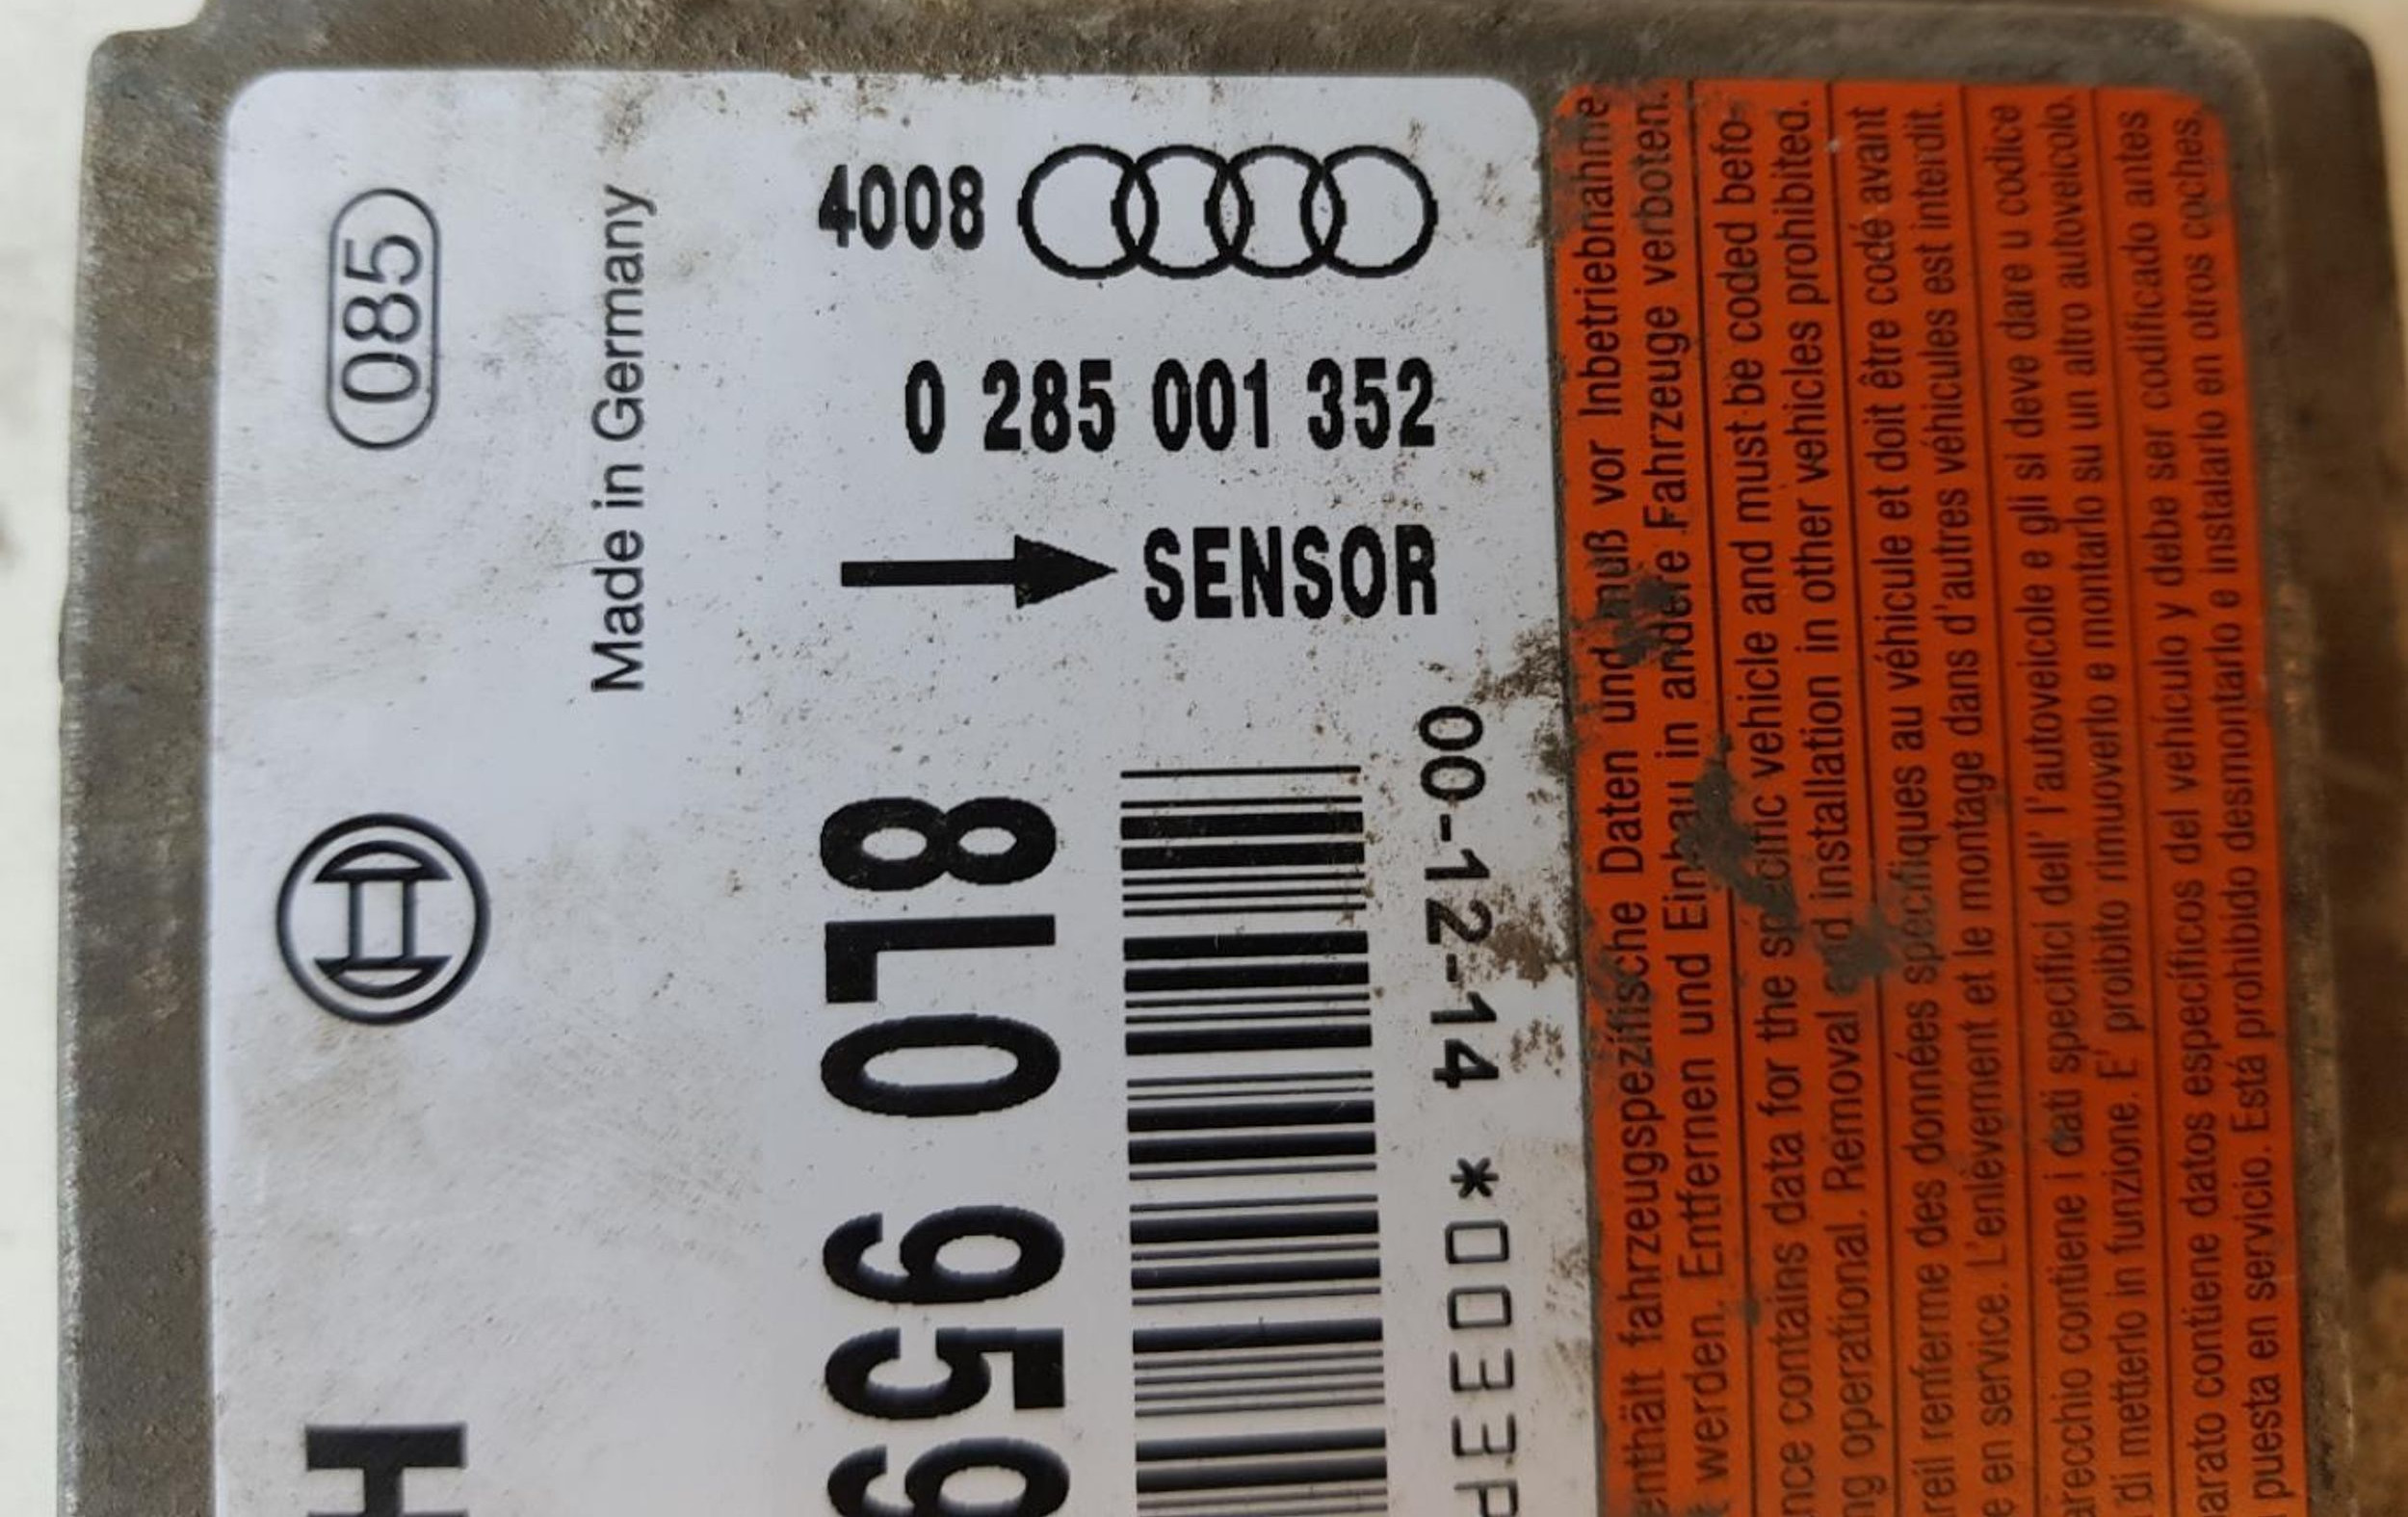 4008
0 285 001 352
SENSOR
085
Made in Germany
8L0 959
00-12-14 *0033P
H
enthält fahrzeugspezifische Daten und muß vor Inbetriebnahme
werden. Entfernen und Einbau in andere Fahrzeuge verboten.
contains data for the specific vehicle and must be coded befo-
operational. Removal and installation in other vehicles prohibited.
renferme des données spécifiques au véhicule et doit être codé avant
en service. L'enlèvement et le montage dans d'autres véhicules est interdit.
contiene i dati specifici dell' l'autoveicole e gli si deve dare u codice
di metterlo in funzione. E' proibito rimuoverlo e montarlo su un altro autoveicolo.
contiene datos específicos del vehículo y debe ser codificado antes
puesta en servicio. Está prohibido desmontarlo e instalarlo en otros coches.